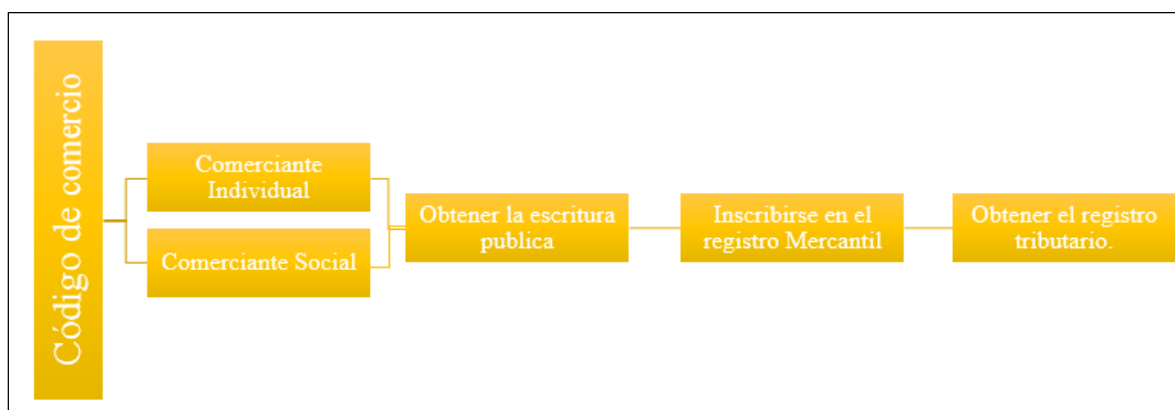 Código de comercio
Comerciante
Individual
Comerciante Social
Obtener la escritura
publica
Inscribirse en el
registro Mercantil
Obtener el registro
tributario.